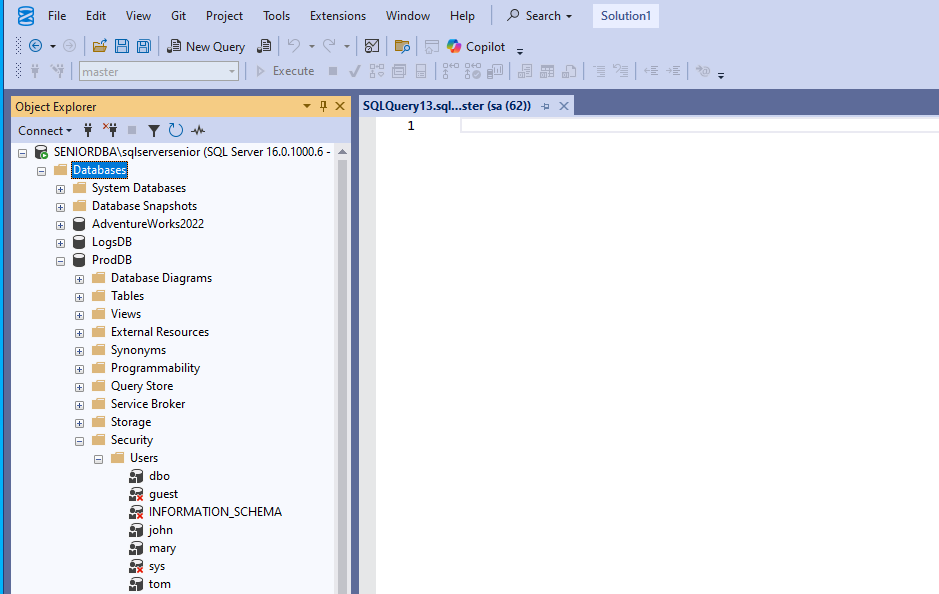 File Edit View Git Project Tools Extensions Window Help Search Solution1
New Query Copilot
master Execute
Object Explorer
SQLQuery13.sql...ster (sa (62))
Connect
1
SENIORDBA\sqlserversenior (SQL Server 16.0.1000.6 -
Databases
System Databases
Database Snapshots
AdventureWorks2022
LogsDB
ProdDB
Database Diagrams
Tables
Views
External Resources
Synonyms
Programmability
Query Store
Service Broker
Storage
Security
Users
dbo
guest
INFORMATION_SCHEMA
john
mary
sys
tom